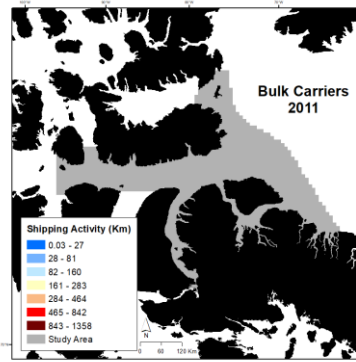 Bulk Carriers
2011
Shipping Activity (Km)
0.03 - 27
28 - 81
82 - 160
161 - 283
284 - 464
465 - 842
843 - 1358
Study Area
N
0 60 120 Km